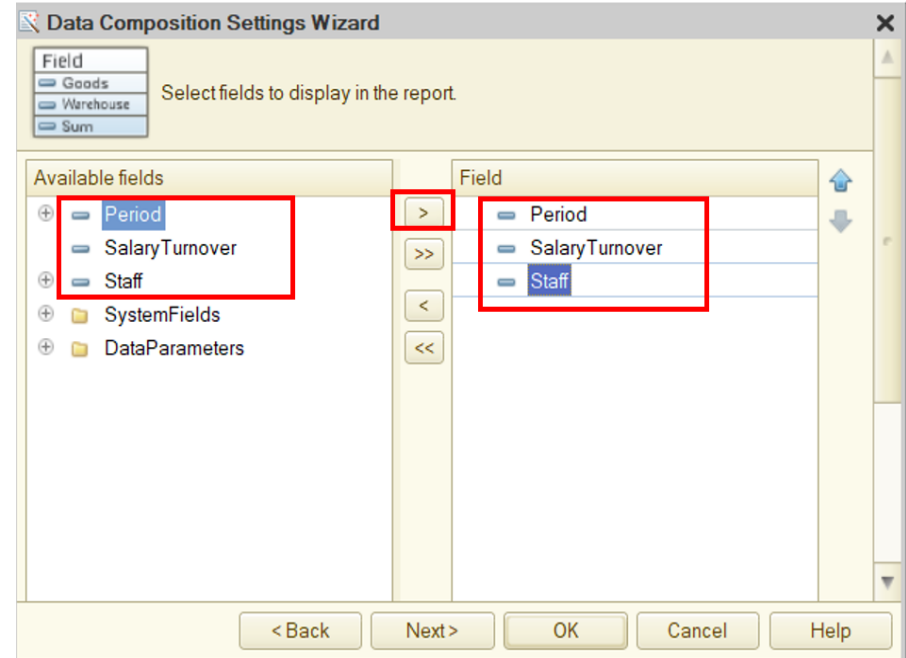 Data Composition Settings Wizard
Field
Goods
Warehouse
Sum
Select fields to display in the report.
Available fields
Period
SalaryTurnover
Staff
SystemFields
DataParameters
>
>>
<
<<
Field
Period
SalaryTurnover
Staff
< Back
Next >
OK
Cancel
Help